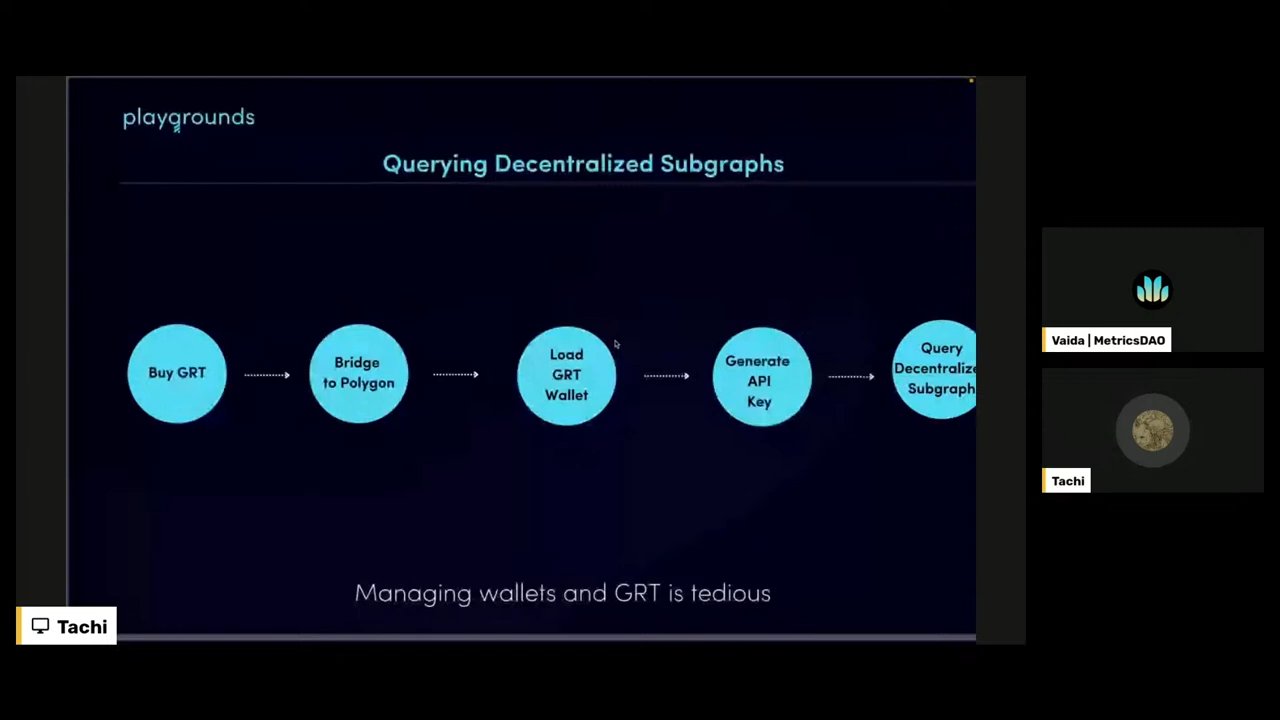 playgrounds
Querying Decentralized Subgraphs
Buy GRT
Bridge
to Polygon
Load
GRT
Wallet
Generate
API
Key
Query
Decentralize
Subgraph
Managing wallets and GRT is tedious
Tachi
Vaida | MetricsDAO
Tachi